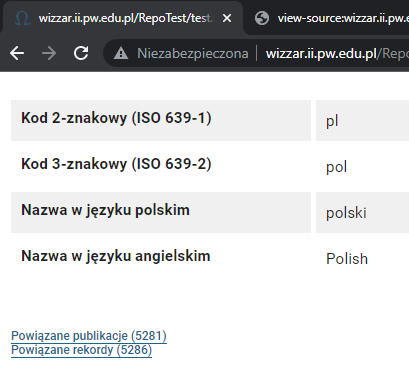 wizzar.ii.pw.edu.pl/RepoTest/test
view-source:wizzar.ii.pw.e
Niezabezpieczona
wizzar.ii.pw.edu.pl/Repo
Kod 2-znakowy (ISO 639-1)
pl
Kod 3-znakowy (ISO 639-2)
pol
Nazwa w języku polskim
polski
Nazwa w języku angielskim
Polish
Powiązane publikacje (5281)
Powiązane rekordy (5286)